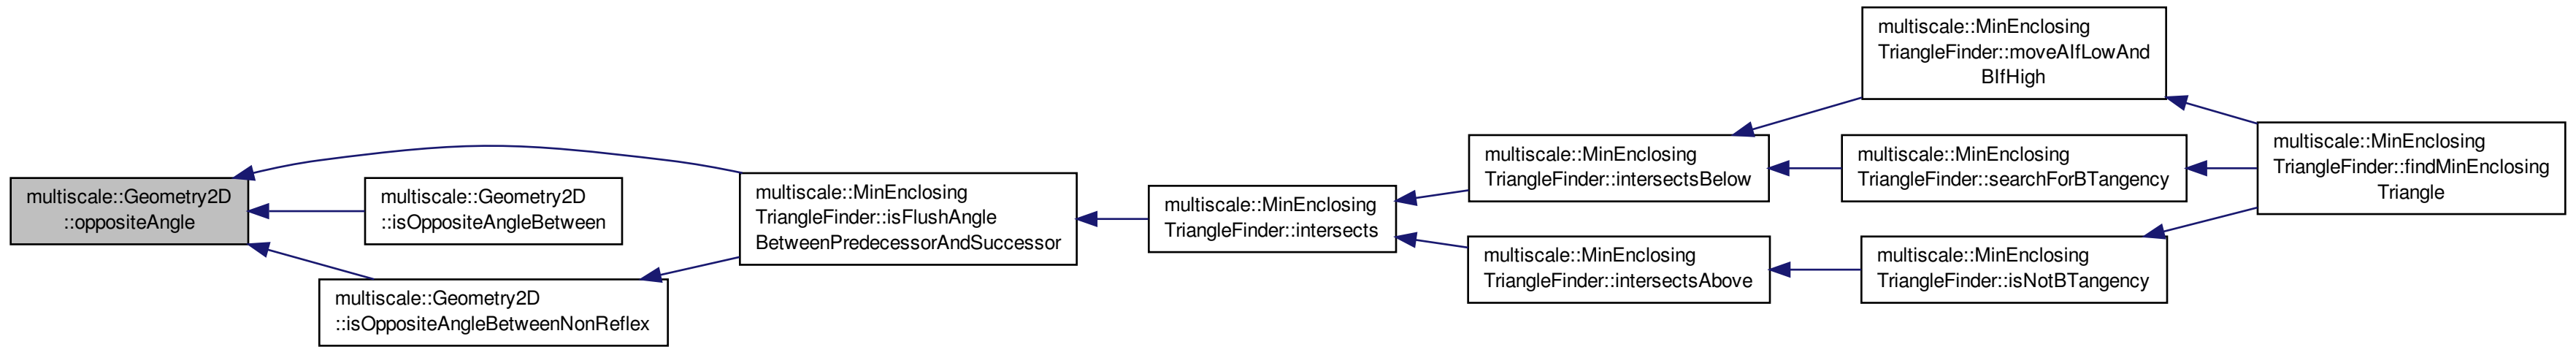 multiscale::Geometry2D
::oppositeAngle
multiscale::Geometry2D
::isOppositeAngleBetween
multiscale::Geometry2D
::isOppositeAngleBetweenNonReflex
multiscale::MinEnclosing
TriangleFinder::isFlushAngle
BetweenPredecessorAndSuccessor
multiscale::MinEnclosing
TriangleFinder::intersects
multiscale::MinEnclosing
TriangleFinder::intersectsBelow
multiscale::MinEnclosing
TriangleFinder::intersectsAbove
multiscale::MinEnclosing
TriangleFinder::moveAIfLowAnd
BIfHigh
multiscale::MinEnclosing
TriangleFinder::searchForBTangency
multiscale::MinEnclosing
TriangleFinder::isNotBTangency
multiscale::MinEnclosing
TriangleFinder::findMinEnclosing
Triangle